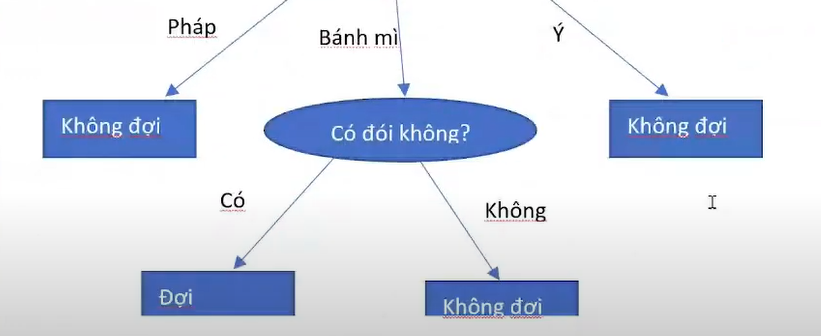 Pháp
Bánh mì
Ý
Không đợi
Có đói không?
Không đợi
Có
Không
Đợi
Không đợi